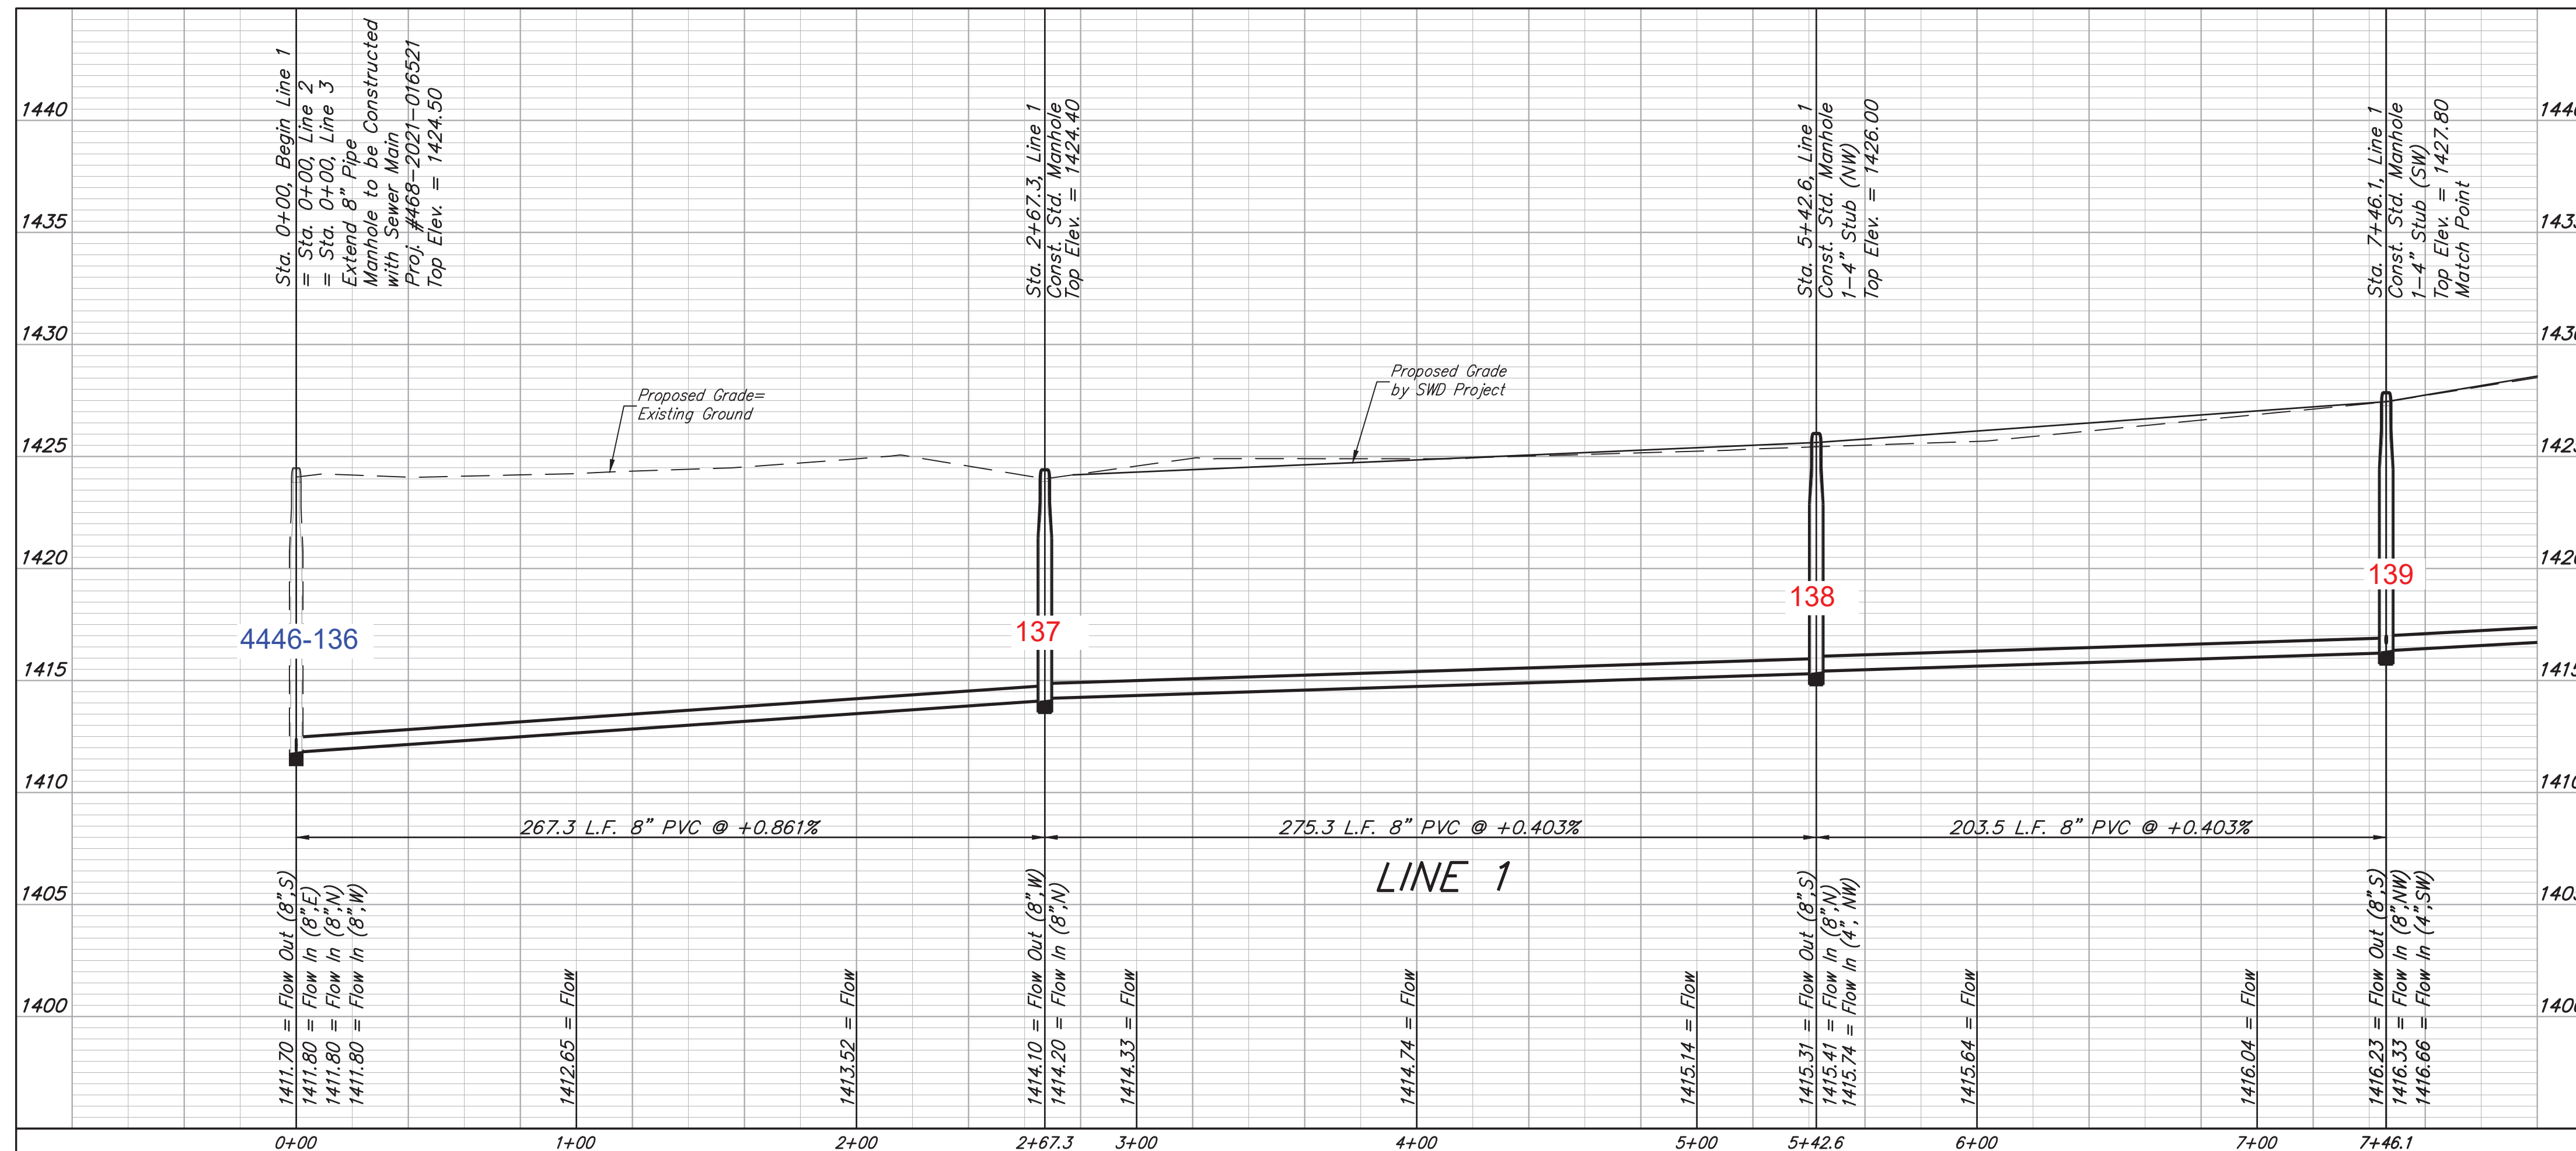 Sta. 0+00, Begin Line 1
= Sta. 0+00, Line 2
= Sta. 0+00, Line 3
Extend 8" Pipe
Manhole to be Constructed
with Sewer Main
Proj. #468-2021-016521
Top Elev. = 1424.50
Sta. 2+67.3, Line 1
Const. Std. Manhole
Top Elev. = 1424.40
Sta. 5+42.6, Line 1
Const. Std. Manhole
1-4" Stub (NW)
Top Elev. = 1426.00
Sta. 7+46.1, Line 1
Const. Std. Manhole
1-4" Stub (SW)
Top Elev. = 1427.80
Match Point
1440
1435
1430
1425
1420
1415
1410
1405
1400
Proposed Grade=
Existing Ground
Proposed Grade
by SWD Project
4446-136
137
138
139
267.3 L.F. 8" PVC @ +0.861%
275.3 L.F. 8" PVC @ +0.403%
203.5 L.F. 8" PVC @ +0.403%
LINE 1
1411.70 = Flow Out (8",S)
1411.80 = Flow In (8",E)
1411.80 = Flow In (8",N)
1411.80 = Flow In (8",W)
1412.65 = Flow
1413.52 = Flow
1414.10 = Flow Out (8",W)
1414.20 = Flow In (8",N)
1414.33 = Flow
1414.74 = Flow
1415.14 = Flow
1415.31 = Flow Out (8",S)
1415.41 = Flow In (8",N)
1415.74 = Flow In (4", NW)
1415.64 = Flow
1416.04 = Flow
1416.23 = Flow Out (8",S)
1416.33 = Flow In (8",NW)
1416.66 = Flow In (4",SW)
0+00
1+00
2+00
2+67.3
3+00
4+00
5+00
5+42.6
6+00
7+00
7+46.1